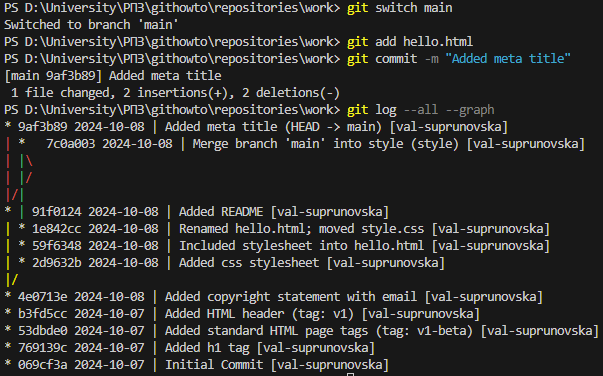 PS D:\University\РПЗ\githowto\repositories\work> git switch main
Switched to branch 'main'
PS D:\University\РПЗ\githowto\repositories\work> git add hello.html
PS D:\University\РПЗ\githowto\repositories\work> git commit -m "Added meta title"
[main 9af3b89] Added meta title
 1 file changed, 2 insertions(+), 2 deletions(-)
PS D:\University\РПЗ\githowto\repositories\work> git log --all --graph
* 9af3b89 2024-10-08 | Added meta title (HEAD -> main) [val-suprunovska]
| *   7c0a003 2024-10-08 | Merge branch 'main' into style (style) [val-suprunovska]
| |\
| |/
|/|
* | 91f0124 2024-10-08 | Added README [val-suprunovska]
| * 1e842cc 2024-10-08 | Renamed hello.html; moved style.css [val-suprunovska]
| * 59f6348 2024-10-08 | Included stylesheet into hello.html [val-suprunovska]
| * 2d9632b 2024-10-08 | Added css stylesheet [val-suprunovska]
|/
* 4e0713e 2024-10-08 | Added copyright statement with email [val-suprunovska]
* b3fd5cc 2024-10-07 | Added HTML header (tag: v1) [val-suprunovska]
* 53dbde0 2024-10-07 | Added standard HTML page tags (tag: v1-beta) [val-suprunovska]
* 769139c 2024-10-07 | Added h1 tag [val-suprunovska]
* 069cf3a 2024-10-07 | Initial Commit [val-suprunovska]